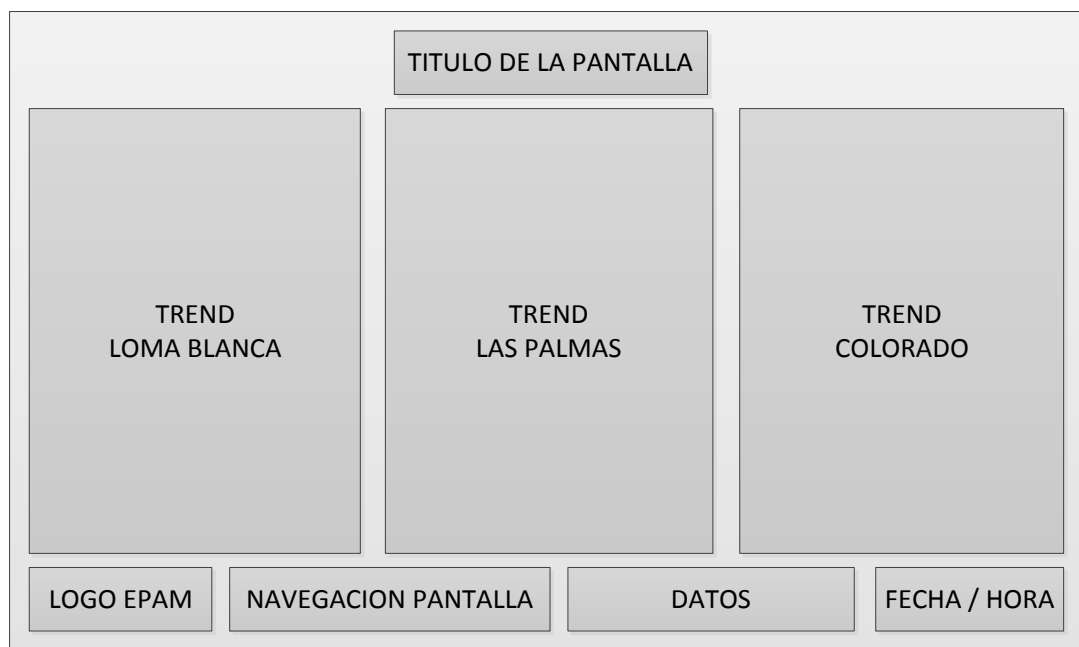 TITULO DE LA PANTALLA
TREND
LOMA BLANCA
TREND
LAS PALMAS
TREND
COLORADO
LOGO EPAM
NAVEGACION PANTALLA
DATOS
FECHA / HORA